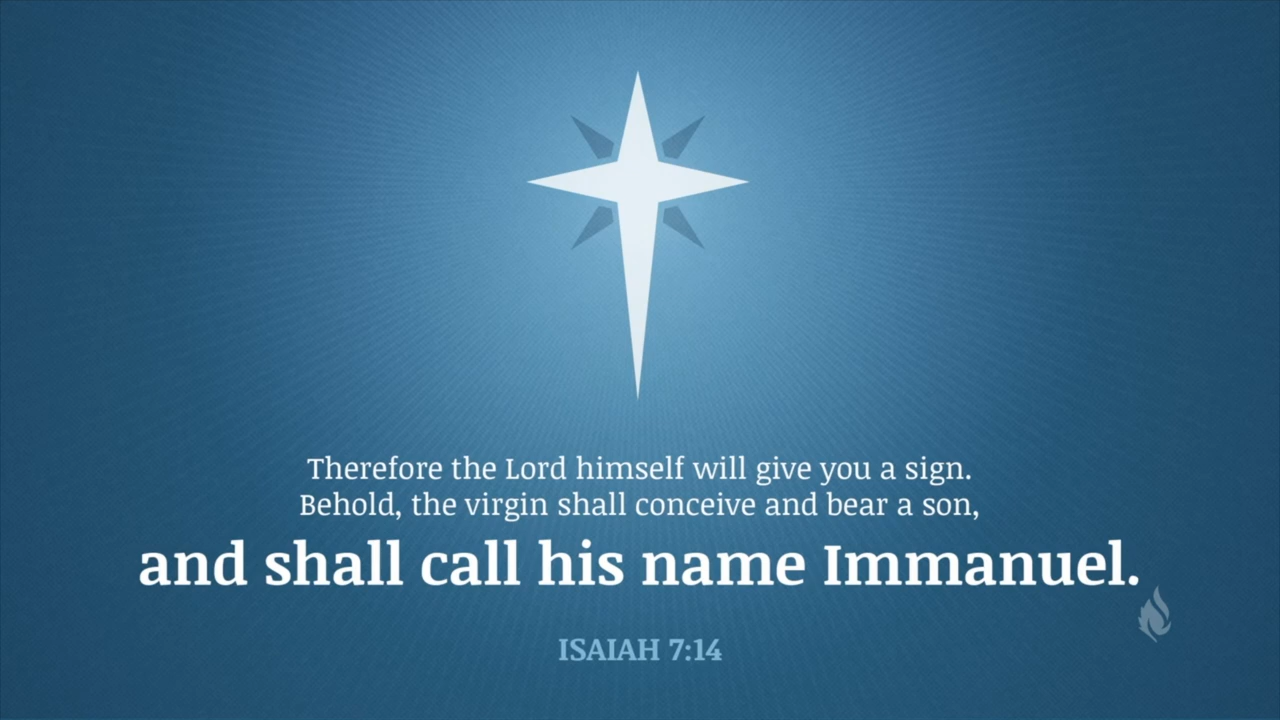 Therefore the Lord himself will give you a sign.
Behold, the virgin shall conceive and bear a son,
and shall call his name Immanuel.
ISAIAH 7:14